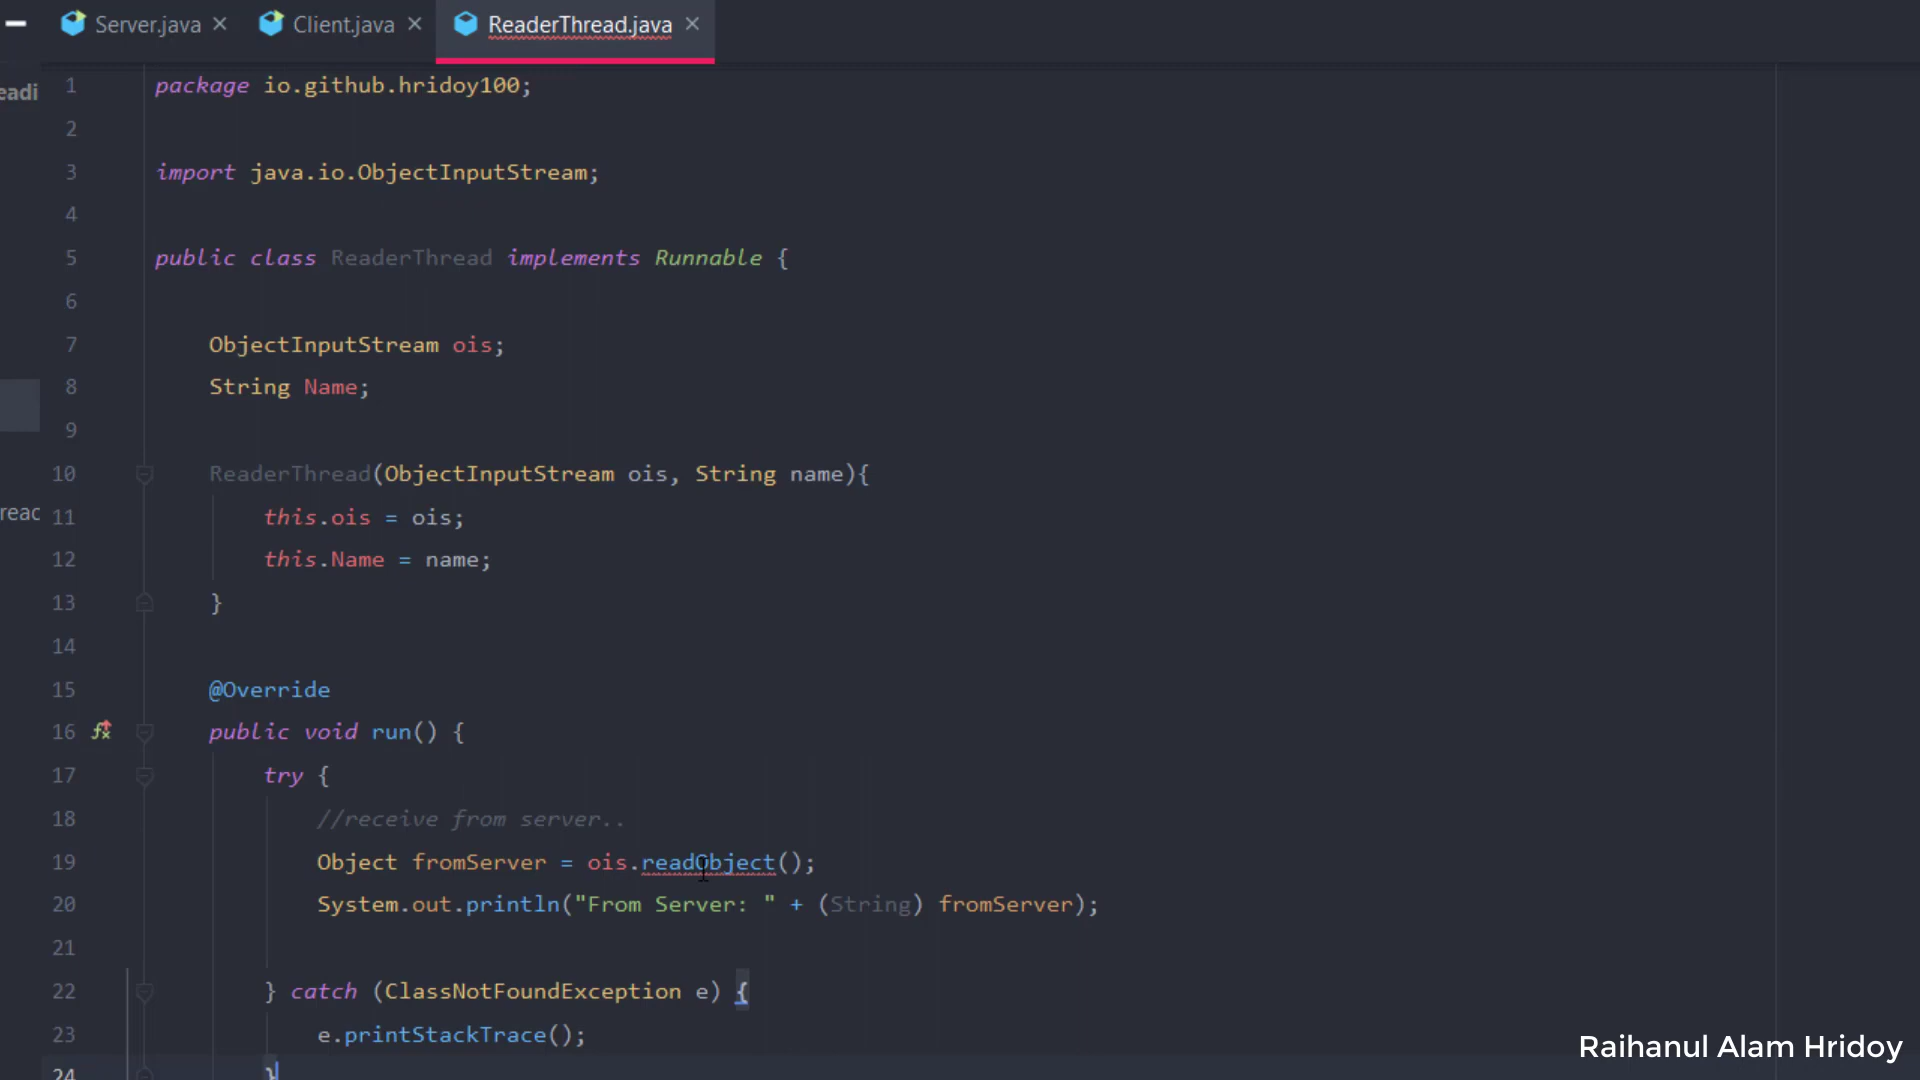 Server.java × Client.java × ReaderThread.java ×
eadi
1 package io.github.hridoy100;
2
3 import java.io.ObjectInputStream;
4
5 public class ReaderThread implements Runnable {
6
7 ObjectInputStream ois;
8 String Name;
9
10 ReaderThread(ObjectInputStream ois, String name){
reac
11 this.ois = ois;
12 this.Name = name;
13 }
14
15 @Override
16 public void run() {
17 try {
18 //receive from server..
19 Object fromServer = ois.readObject();
20 System.out.println("From Server: " + (String) fromServer);
21
22 } catch (ClassNotFoundException e) {
23 e.printStackTrace();
24 }
Raihanul Alam Hridoy